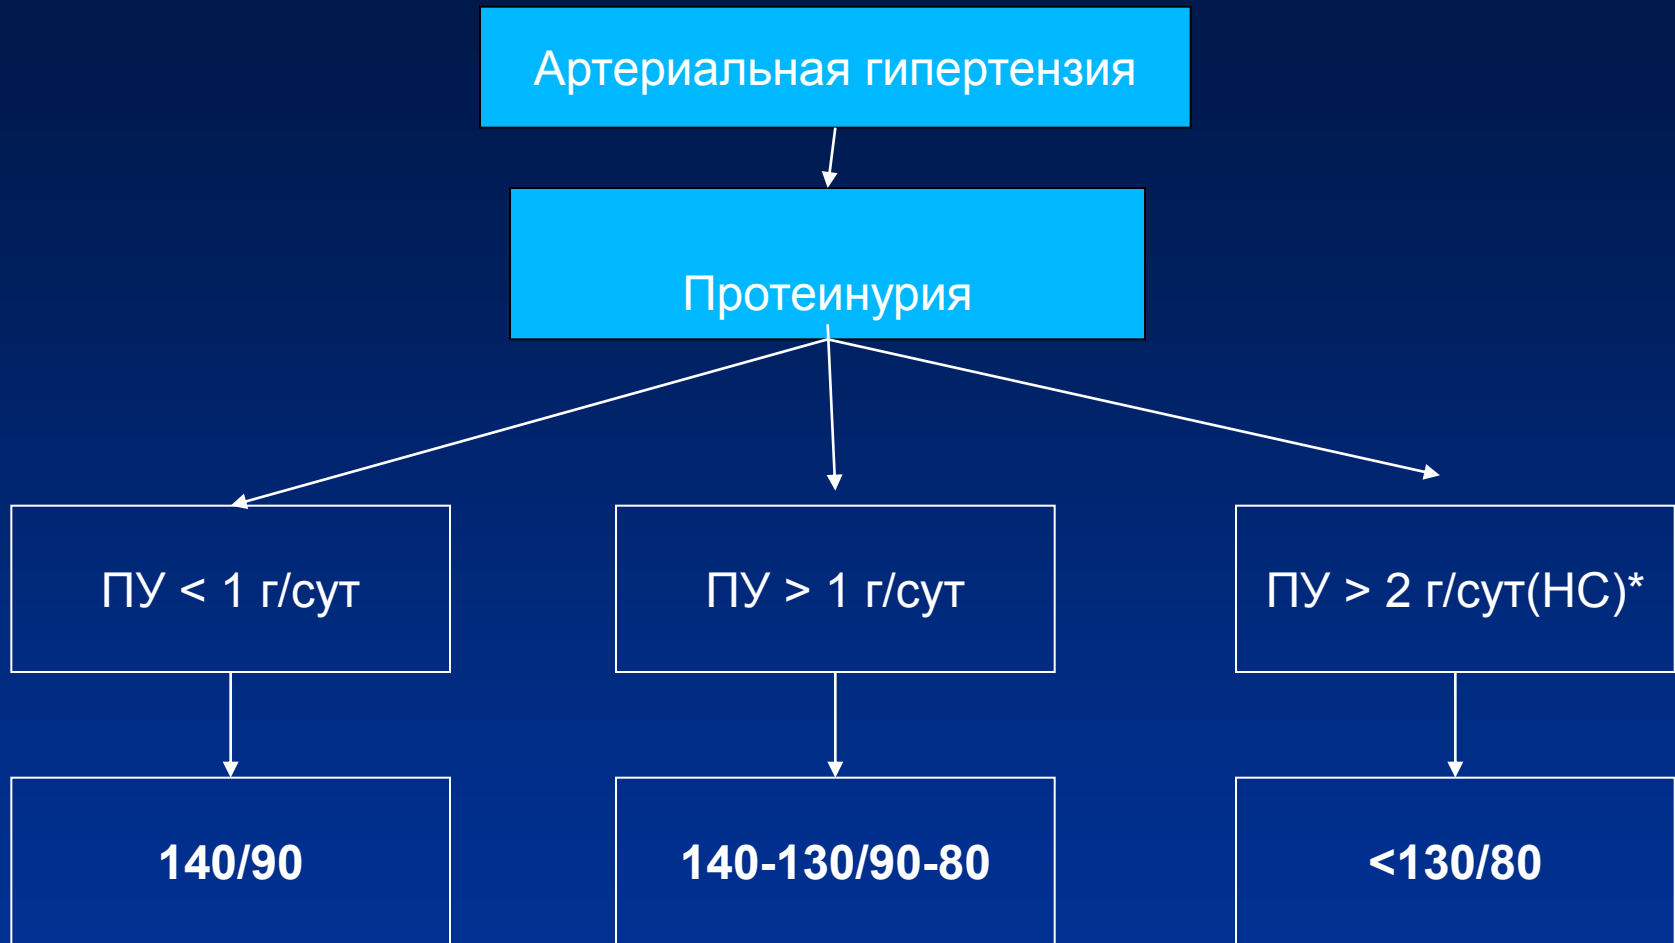 Артериальная гипертензия
Протеинурия
ПУ < 1 г/сут
ПУ > 1 г/сут
ПУ > 2 г/сут(НС)*
140/90
140-130/90-80
<130/80